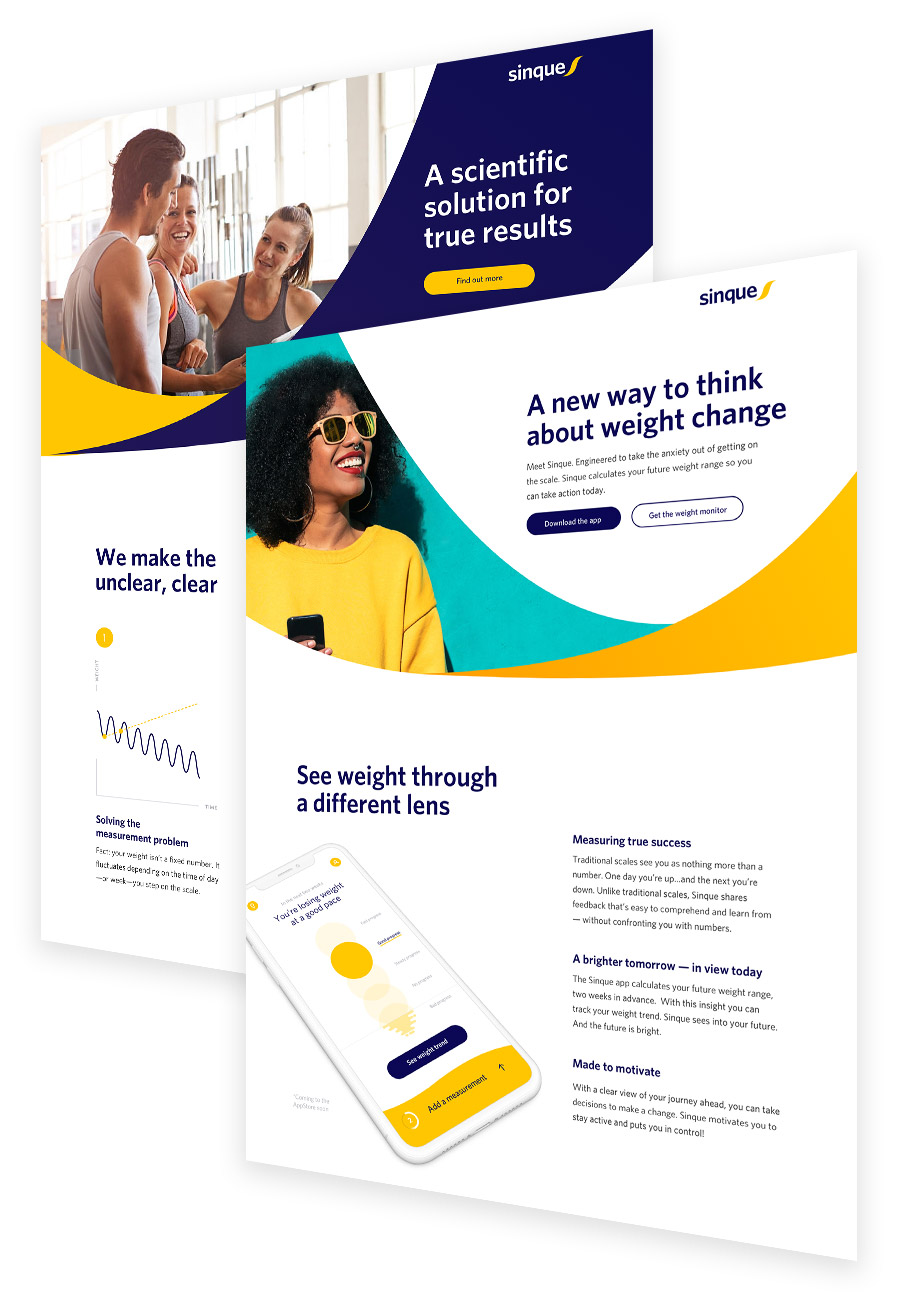 sinque
A scientific
solution for
true results
Find out more
We make the
unclear, clear
1
— WEIGHT
TIME
Solving the
measurement problem
Fact: your weight isn't a fixed number. It
fluctuates depending on the time of day
—or week—you step on the scale.
sinque
A new way to think
about weight change
Meet Sinque. Engineered to take the anxiety out of getting on
the scale. Sinque calculates your future weight range so you
can take action today.
Download the app
Get the weight monitor
See weight through
a different lens
In the next two weeks
You're losing weight
at a good pace
Fast progress
Good progress
Steady progress
No progress
Bad progress
See weight trend
2
Add a measurement
*Coming to the
AppStore soon
Measuring true success
Traditional scales see you as nothing more than a
number. One day you're up...and the next you're
down. Unlike traditional scales, Sinque shares
feedback that's easy to comprehend and learn from
— without confronting you with numbers.
A brighter tomorrow — in view today
The Sinque app calculates your future weight range,
two weeks in advance. With this insight you can
track your weight trend. Sinque sees into your future.
And the future is bright.
Made to motivate
With a clear view of your journey ahead, you can take
decisions to make a change. Sinque motivates you to
stay active and puts you in control!